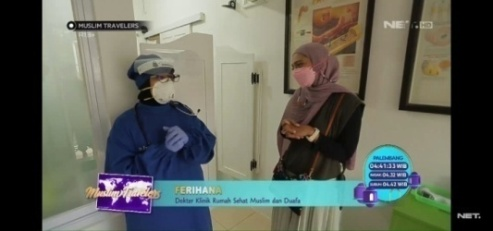 MUSLIM TRAVELERS
NET. HD
PALEMBANG
04:41:23 WIB
04.32 WIB
04.42 WIB
Muslim Travelers
FERIHANA
Dokter Klinik Rumah Sehat Muslim dan Duafa
NET.